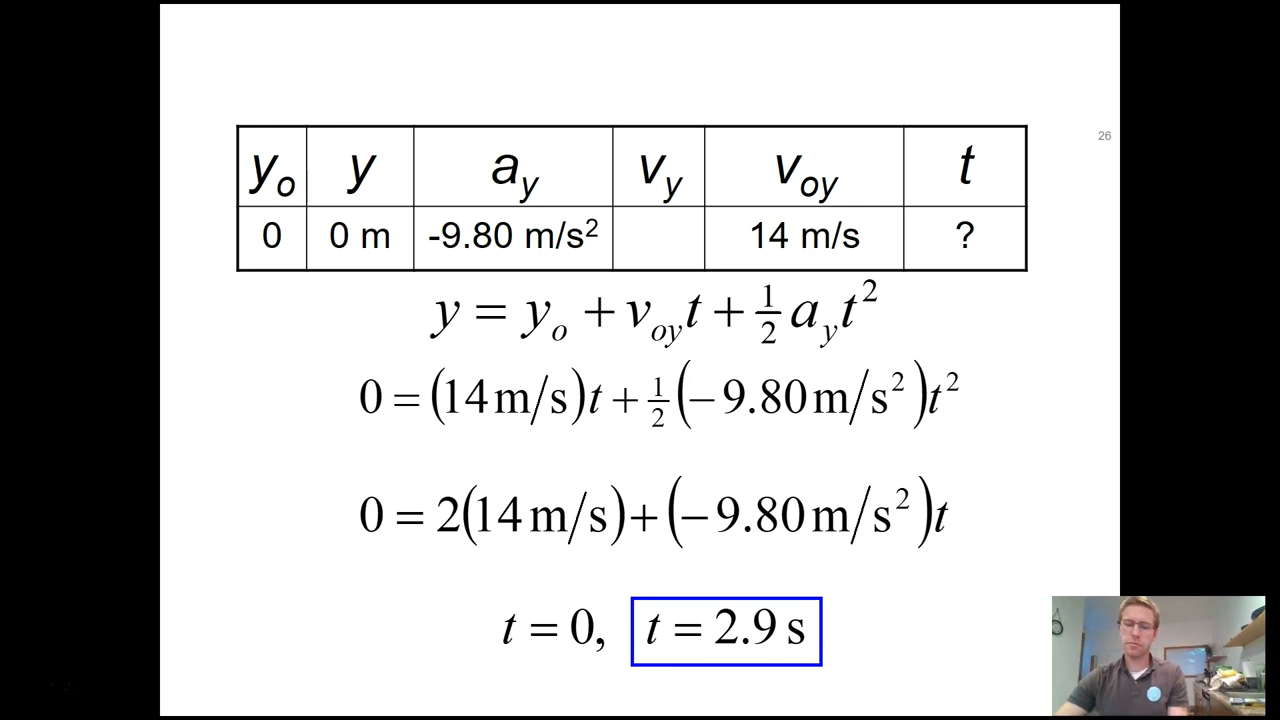 26
y₀ y a_y v_y v_oy t
0 0 m -9.80 m/s² 14 m/s ?
y = y_o + v_oy t + ½ a_y t²
0 = (14 m/s)t + ½(−9.80 m/s²)t²
0 = 2(14 m/s) + (−9.80 m/s²)t
t = 0, t = 2.9 s